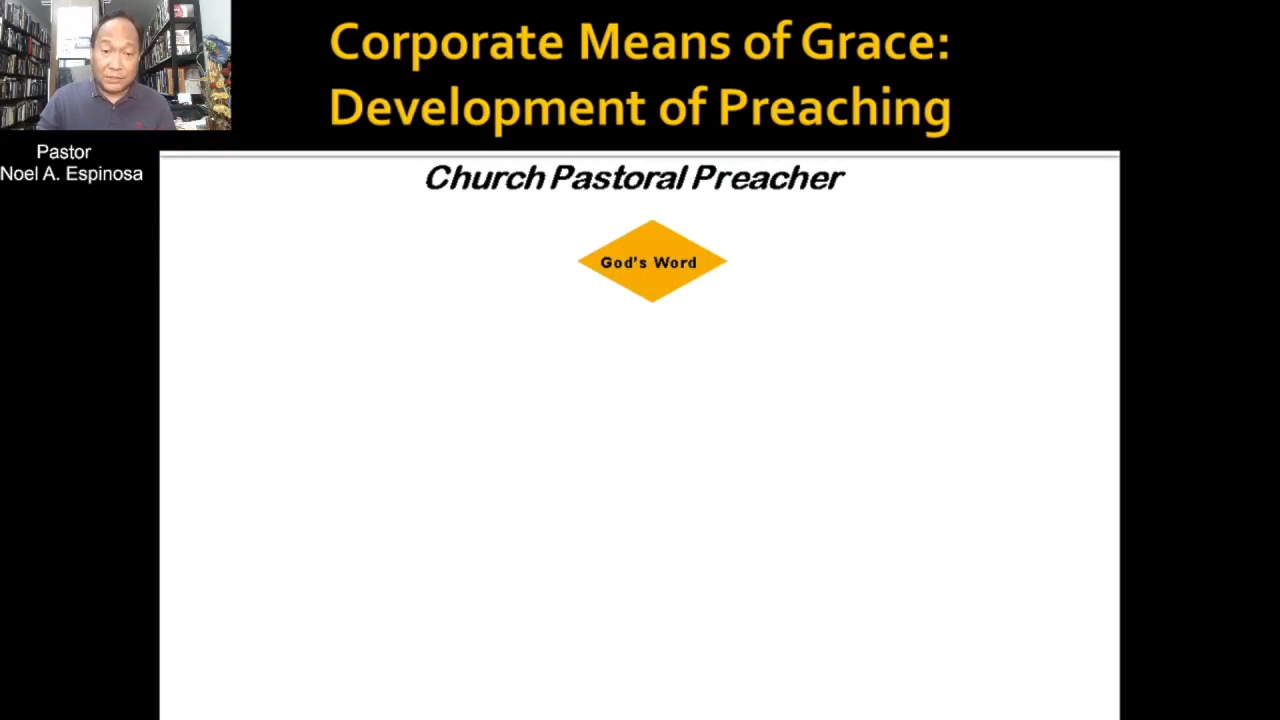 Corporate Means of Grace:
Development of Preaching
Pastor
Noel A. Espinosa
Church Pastoral Preacher
God's Word